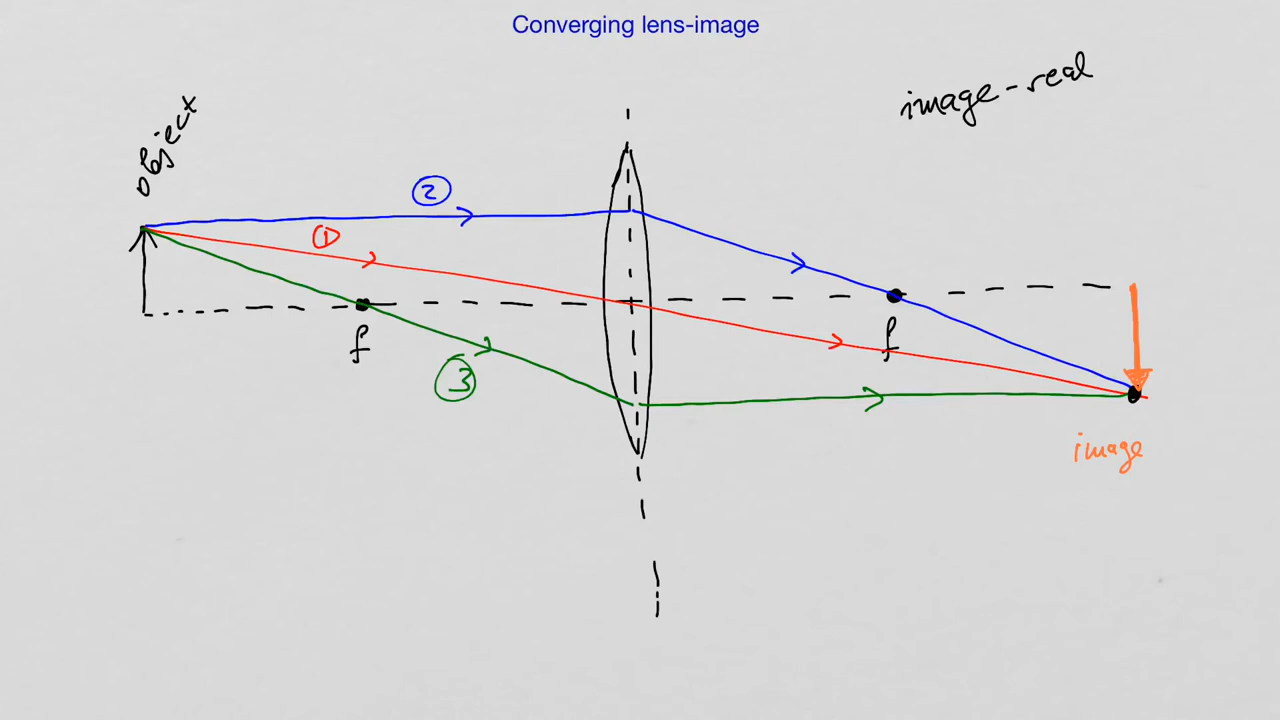 Converging lens-image
image-real
object
②
①
f
f
③
image